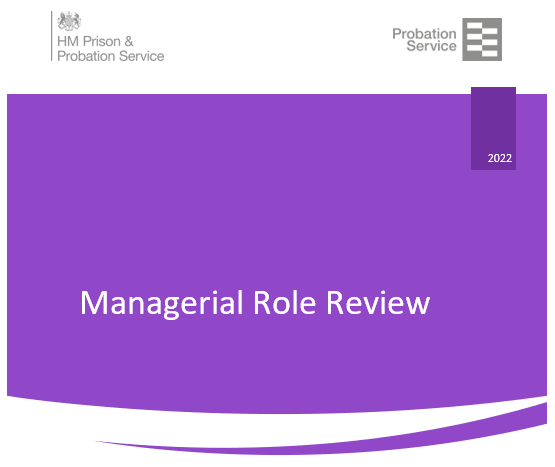 HM Prison &
Probation Service
Probation
Service
2022
Managerial Role Review